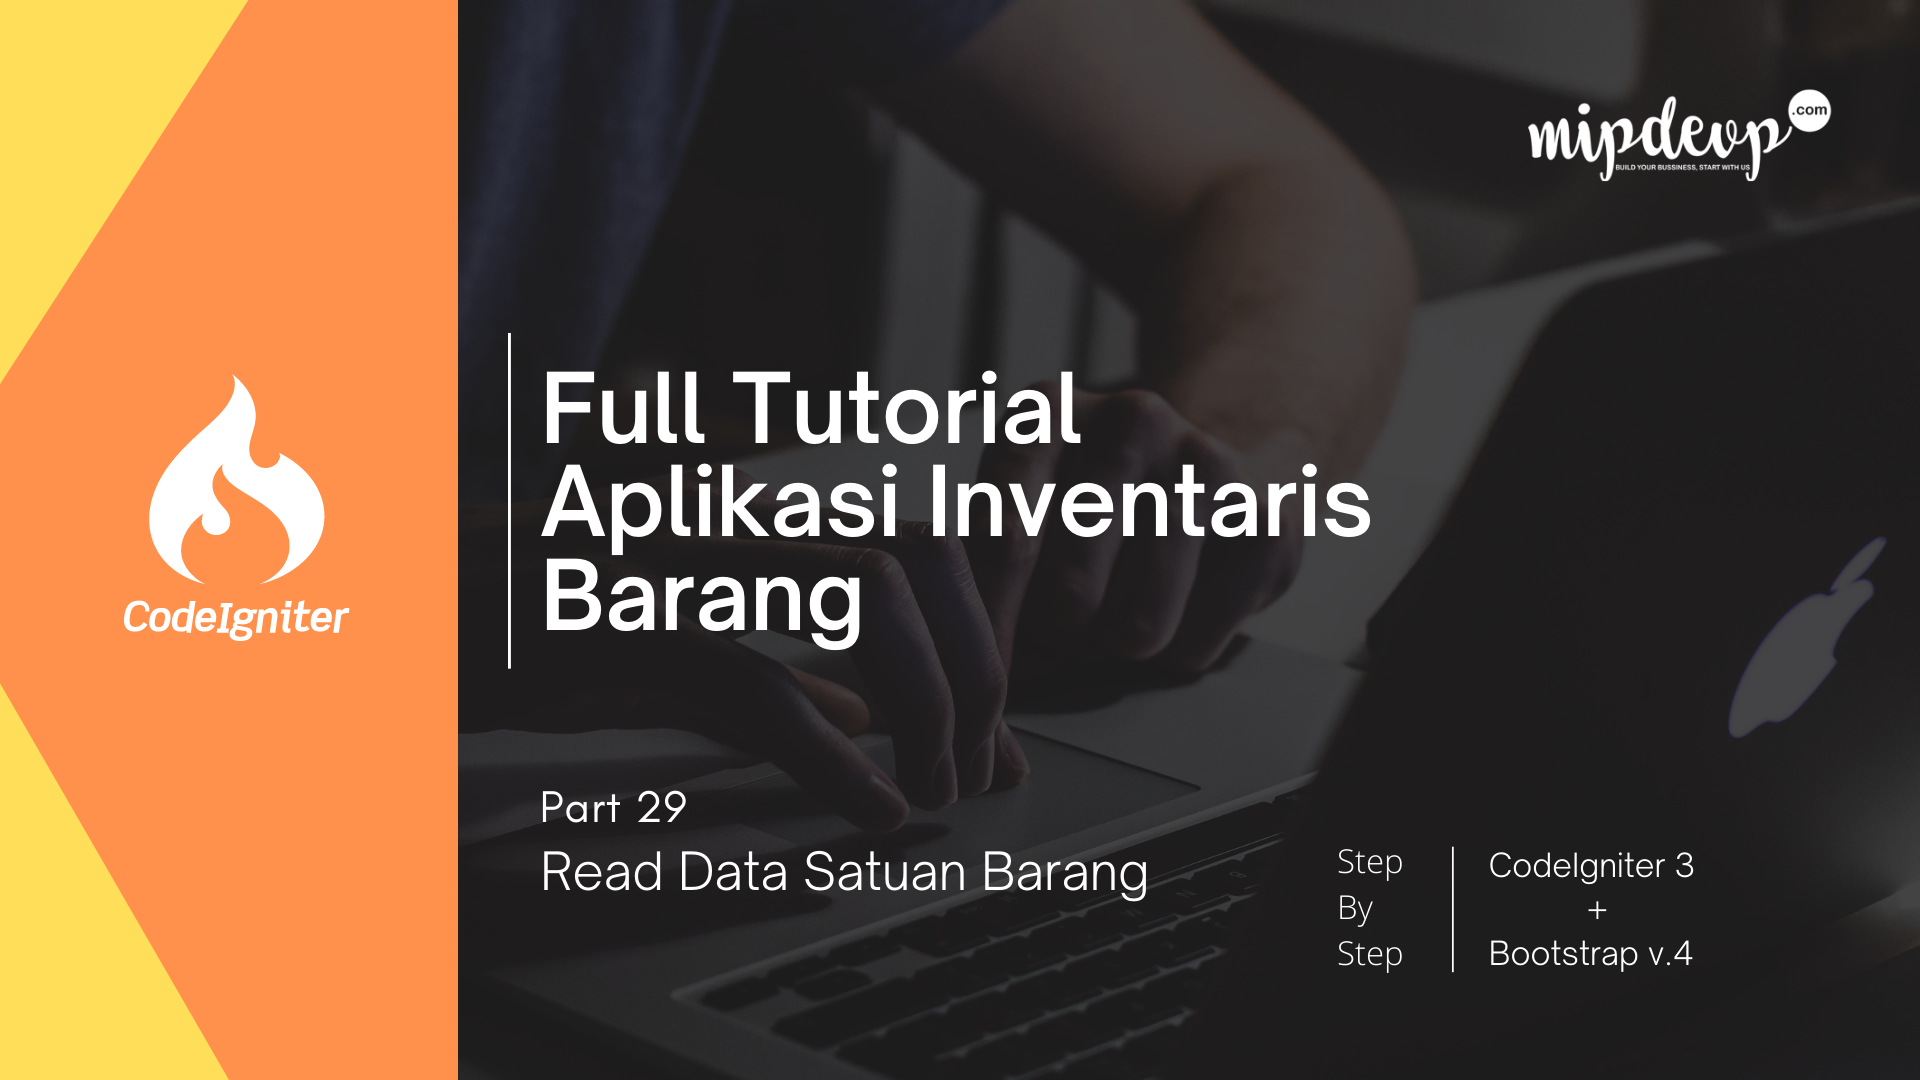 mipdevp
.com
BUILD YOUR BUSSINESS, START WITH US
CodeIgniter
Full Tutorial
Aplikasi Inventaris
Barang
Part 29
Read Data Satuan Barang
Step
By
Step
CodeIgniter 3
+
Bootstrap v.4